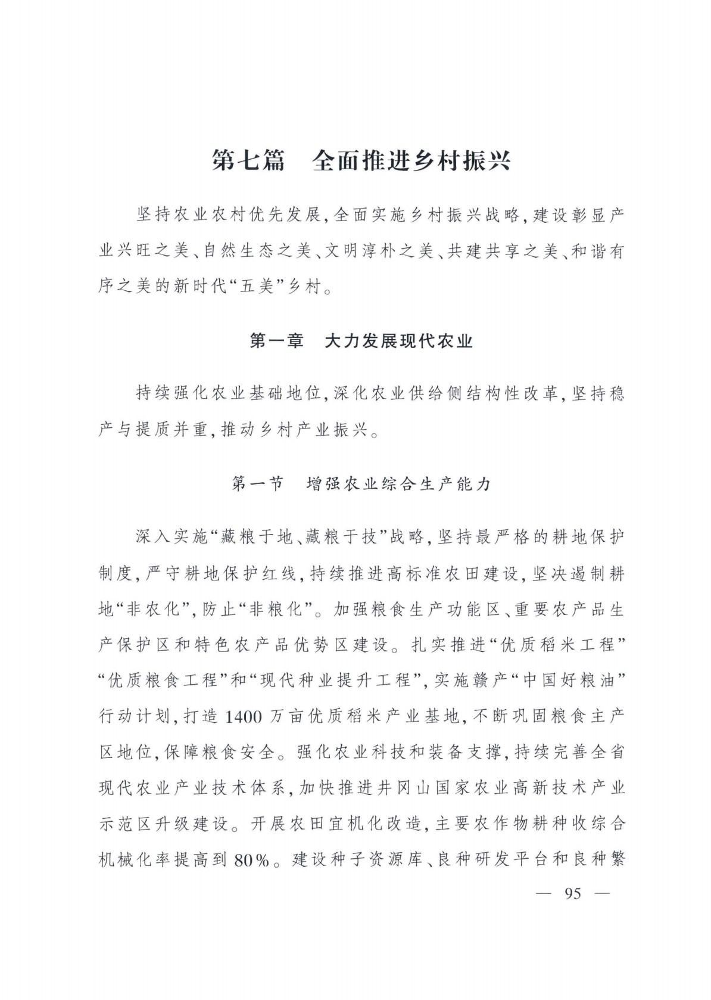 第七篇　全面推进乡村振兴
坚持农业农村优先发展,全面实施乡村振兴战略,建设彰显产
业兴旺之美、自然生态之美、文明淳朴之美、共建共享之美、和谐有
序之美的新时代“五美”乡村。
第一章　大力发展现代农业
持续强化农业基础地位,深化农业供给侧结构性改革,坚持稳
产与提质并重,推动乡村产业振兴。
第一节　增强农业综合生产能力
深入实施“藏粮于地、藏粮于技”战略,坚持最严格的耕地保护
制度,严守耕地保护红线,持续推进高标准农田建设,坚决遏制耕
地“非农化”,防止“非粮化”。加强粮食生产功能区、重要农产品生
产保护区和特色农产品优势区建设。扎实推进“优质稻米工程”
“优质粮食工程”和“现代种业提升工程”,实施赣产“中国好粮油”
行动计划,打造 1400 万亩优质稻米产业基地,不断巩固粮食主产
区地位,保障粮食安全。强化农业科技和装备支撑,持续完善全省
现代农业产业技术体系,加快推进井冈山国家农业高新技术产业
示范区升级建设。开展农田宜机化改造,主要农作物耕种收综合
机械化率提高到 80%。建设种子资源库、良种研发平台和良种繁
— 95 —